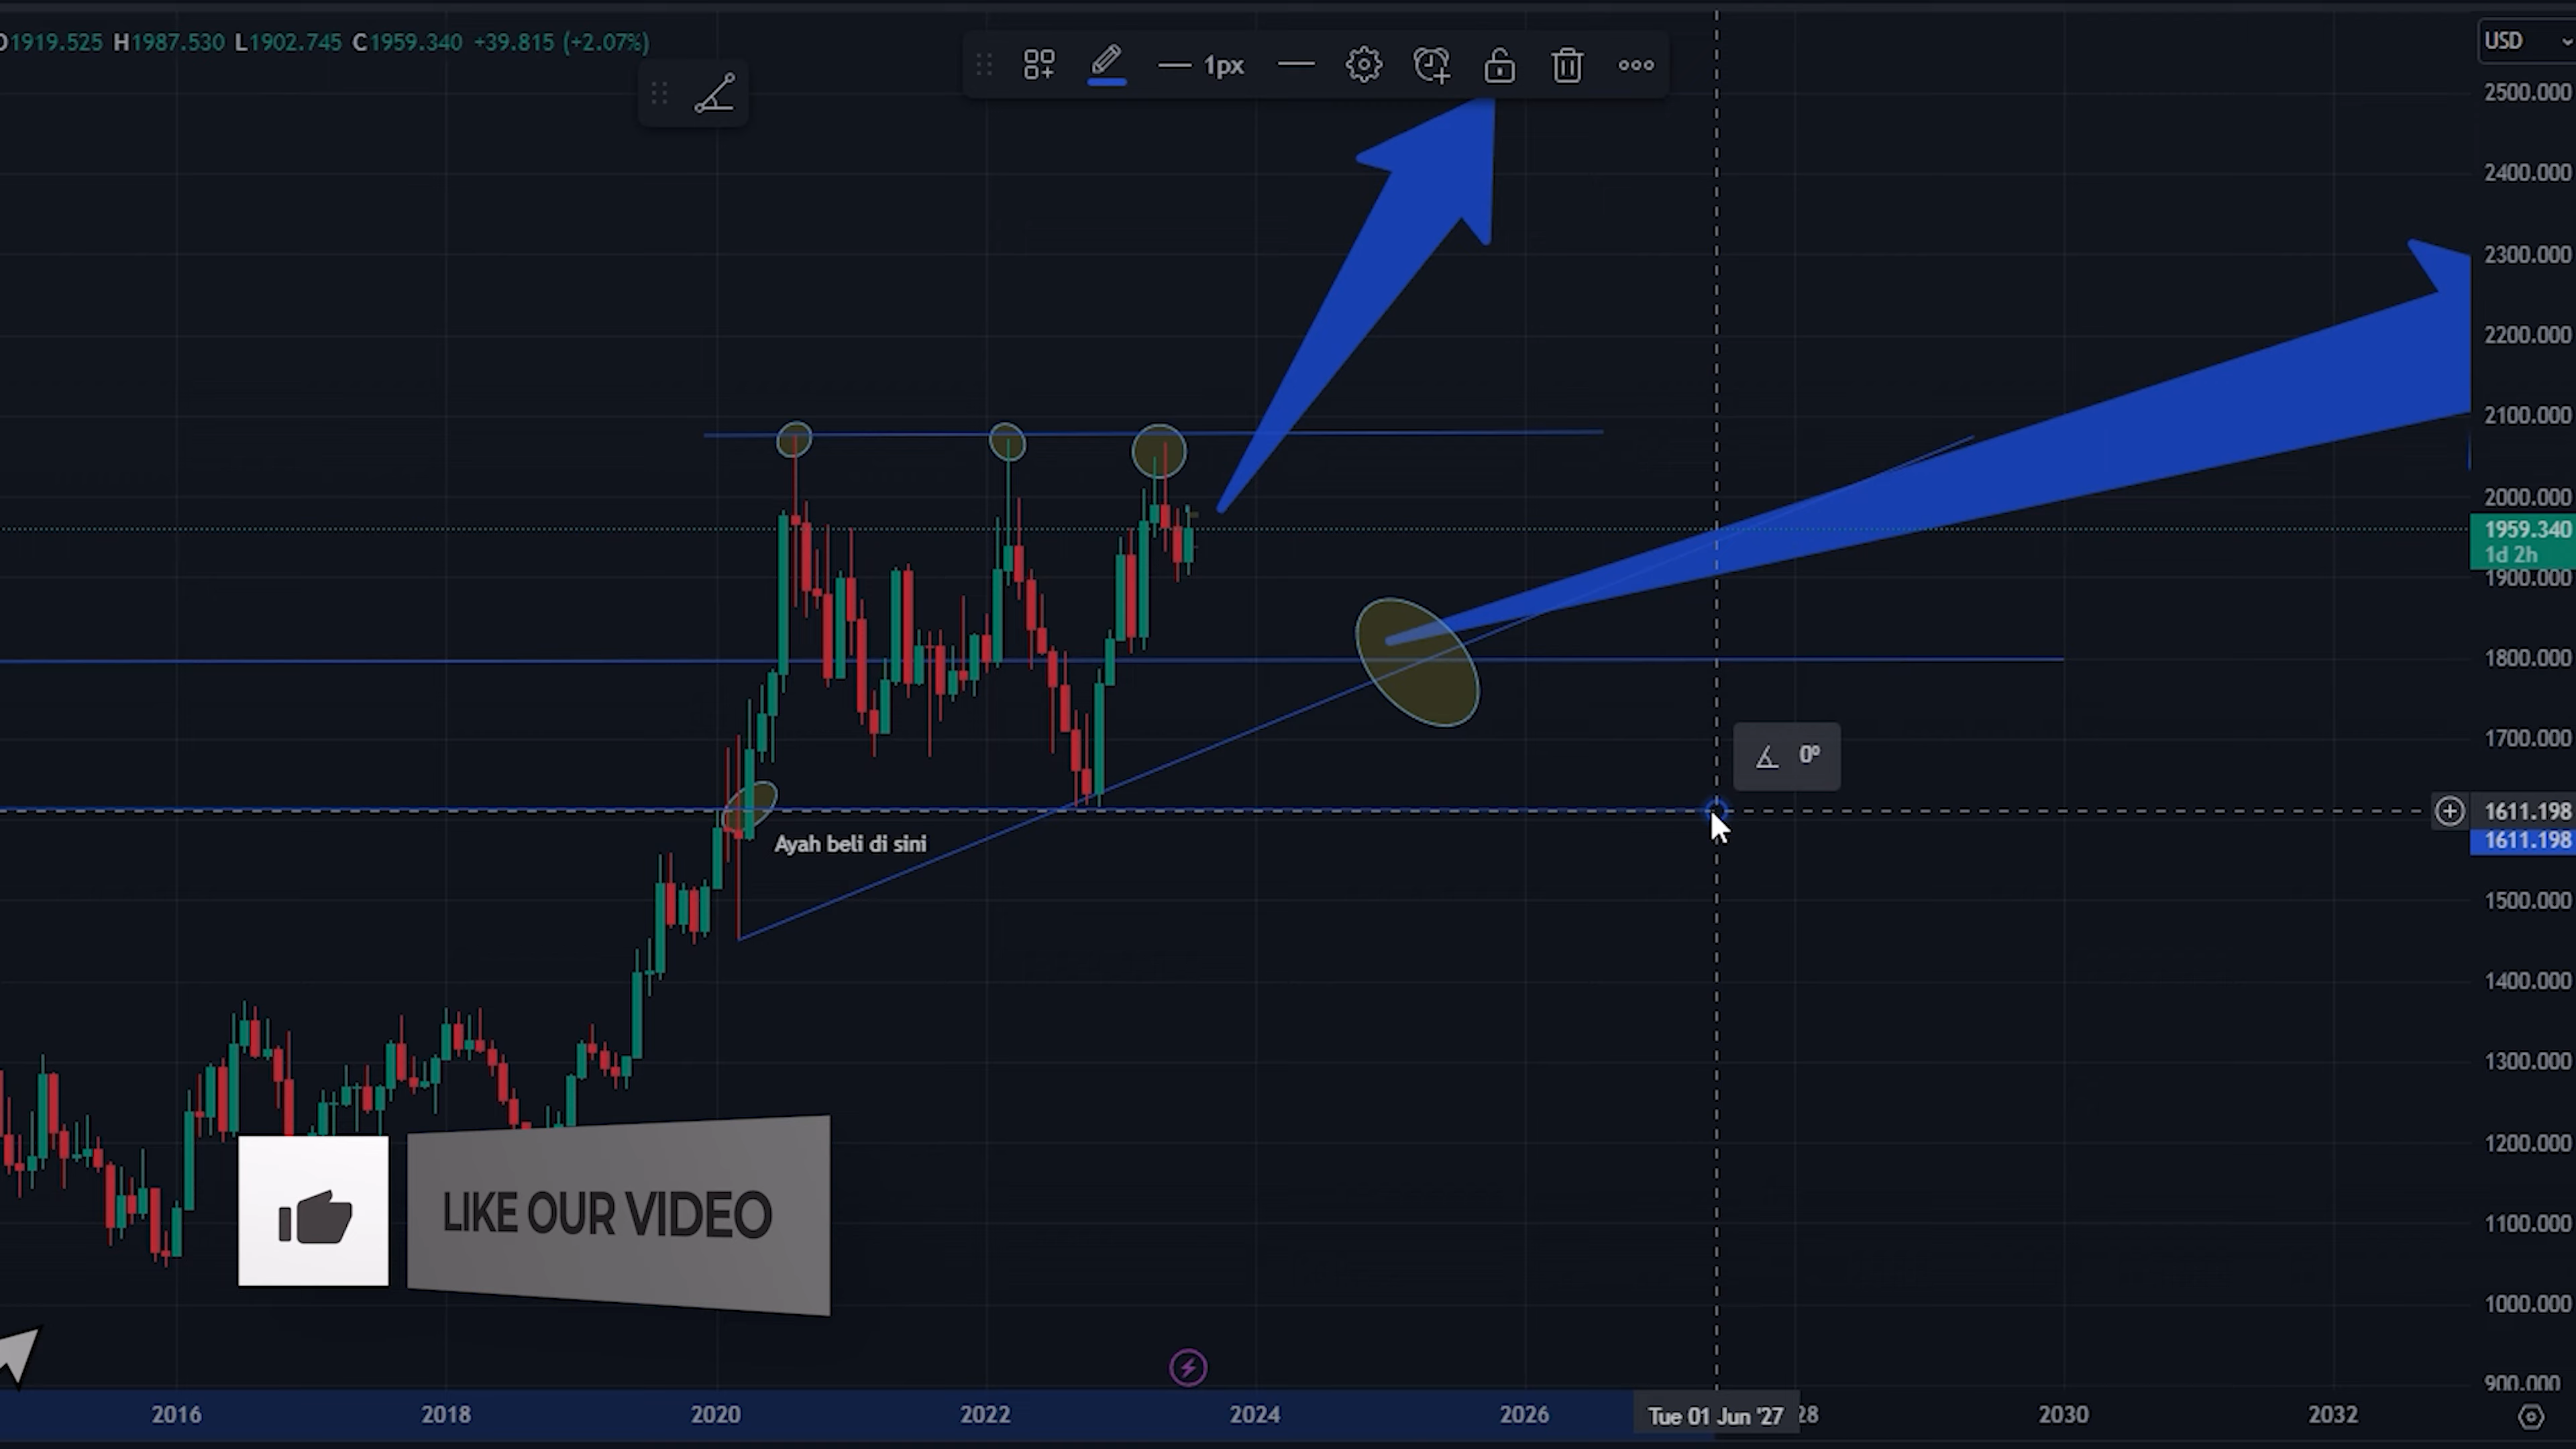 O1919.525 H1987.530 L1902.745 C1959.340 +39.815 (+2.07%)
1px
USD
2500.000
2400.000
2300.000
2200.000
2100.000
2000.000
1959.340
1d 2h
1900.000
1800.000
1700.000
0º
1611.198
1611.198
Ayah beli di sini
1500.000
1400.000
1300.000
1200.000
LIKE OUR VIDEO
1100.000
1000.000
900.000
2016 2018 2020 2022 2024 2026 Tue 01 Jun '27 28 2030 2032